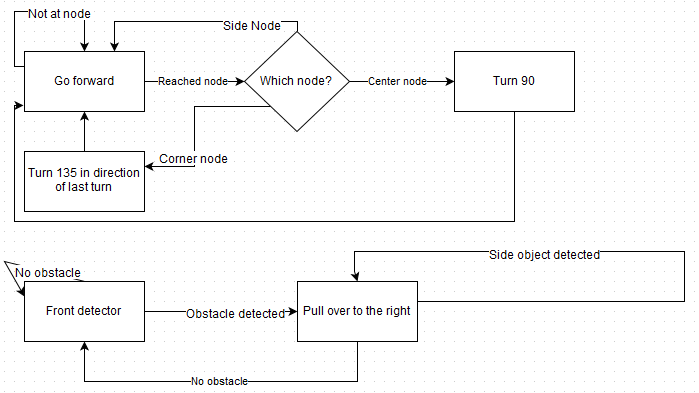 Not at node
Side Node
Go forward
Reached node
Which node?
Center node
Turn 90
Corner node
Turn 135 in direction
of last turn
Side object detected
No obstacle
Front detector
Obstacle detected
Pull over to the right
No obstacle